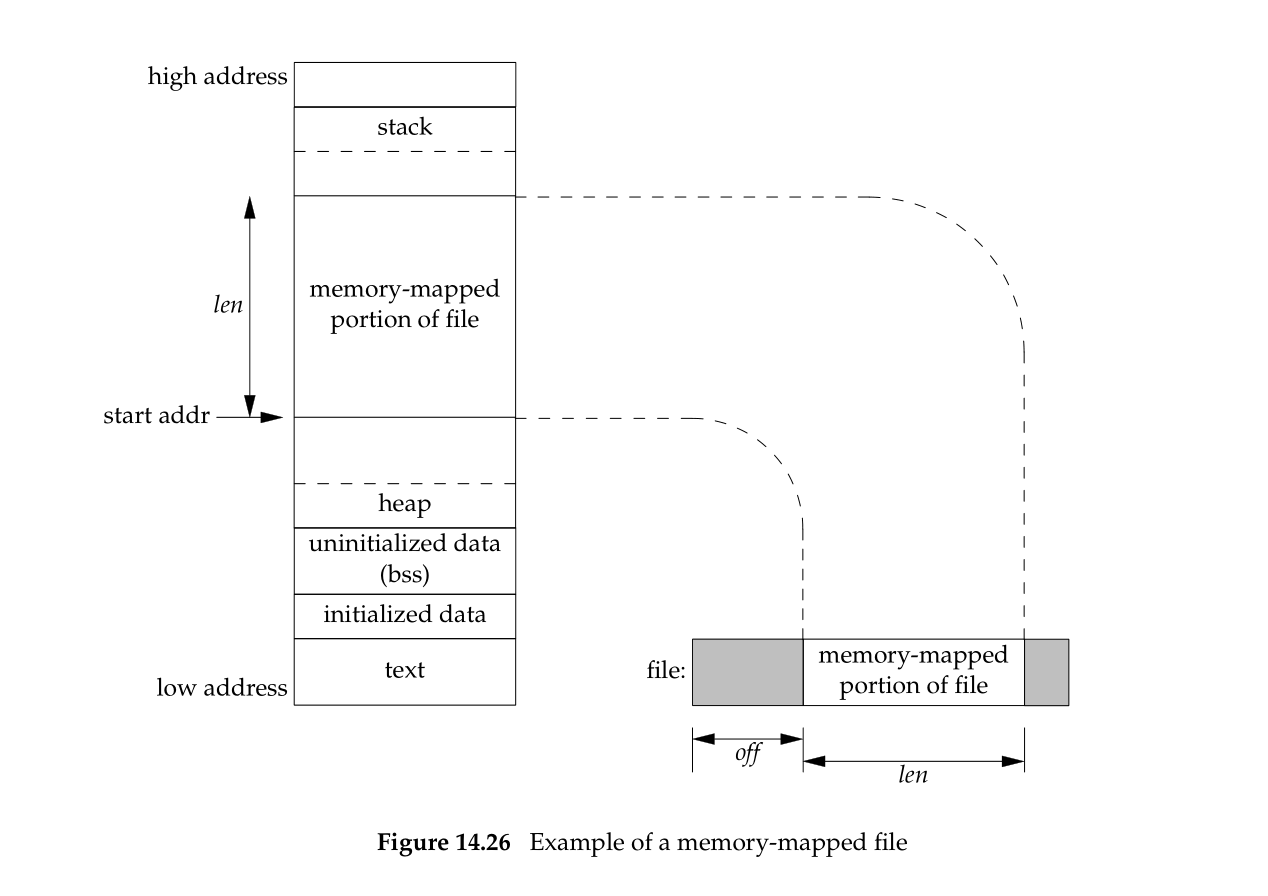 high address
stack
memory-mapped
portion of file
len
start addr
heap
uninitialized data
(bss)
initialized data
text
low address
file:
memory-mapped
portion of file
off
len
Figure 14.26 Example of a memory-mapped file